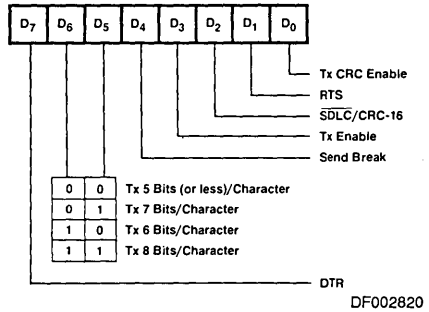 D7 D6 D5 D4 D3 D2 D1 D0
Tx CRC Enable
RTS
SDLC/CRC-16
Tx Enable
Send Break
0 0 Tx 5 Bits (or less)/Character
0 1 Tx 7 Bits/Character
1 0 Tx 6 Bits/Character
1 1 Tx 8 Bits/Character
DTR
DF002820